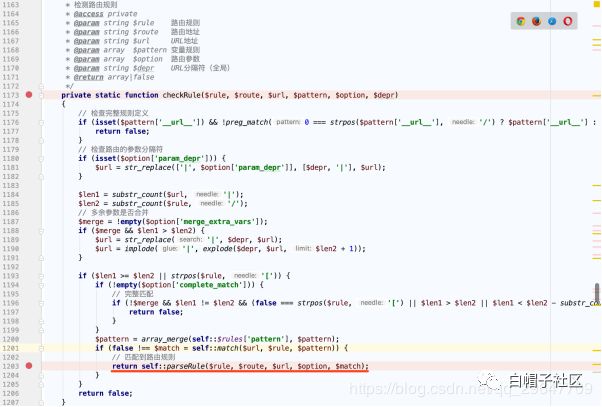 1163 * 检测路由规则
1164 * @access private
1165 * @param string $rule 路由规则
1166 * @param string $route 路由地址
1167 * @param string $url URL地址
1168 * @param array $pattern 变量规则
1169 * @param array $option 路由参数
1170 * @param string $depr URL分隔符（全局）
1171 * @return array|false
1172 */
1173 private static function checkRule($rule, $route, $url, $pattern, $option, $depr)
1174 {
1175 // 检查完整规则定义
1176 if (isset($pattern['__url__']) && !preg_match( pattern: 0 === strpos($pattern['__url__'], needle: '/') ? $pattern['__url__'] :
1177 return false;
1178 }
1179 // 检查路由的参数分隔符
1180 if (isset($option['param_depr'])) {
1181 $url = str_replace(['|', $option['param_depr']], [$depr, '|'], $url);
1182 }
1183
1184 $len1 = substr_count($url, needle: '|');
1185 $len2 = substr_count($rule, needle: '/');
1186 // 多余参数是否合并
1187 $merge = !empty($option['merge_extra_vars']);
1188 if ($merge && $len1 > $len2) {
1189 $url = str_replace( search: '|', $depr, $url);
1190 $url = implode( glue: '|', explode($depr, $url, limit: $len2 + 1));
1191 }
1192
1193 if ($len1 >= $len2 || strpos($rule, needle: '[')) {
1194 if (!empty($option['complete_match'])) {
1195 // 完整匹配
1196 if (!$merge && $len1 != $len2 && (false === strpos($rule, needle: '[') || $len1 > $len2 || $len1 < $len2 - substr_co
1197 return false;
1198 }
1199 }
1200 $pattern = array_merge(self::$rules['pattern'], $pattern);
1201 if (false !== $match = self::match($url, $rule, $pattern)) {
1202 // 匹配到路由规则
1203 return self::parseRule($rule, $route, $url, $option, $match);
1204 }
1205 }
1206 return false;
1207 }
白帽子社区